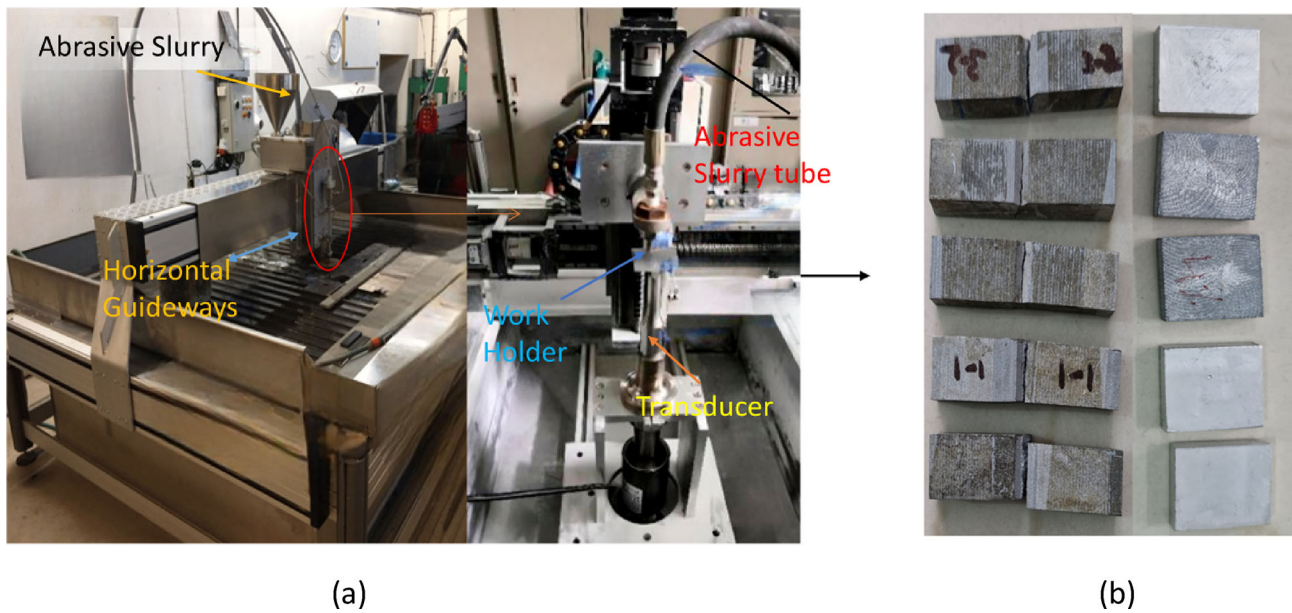 Abrasive Slurry
Horizontal
Guideways
Abrasive
Slurry tube
Work
Holder
Transducer
1-1
1-1
(a)
(b)